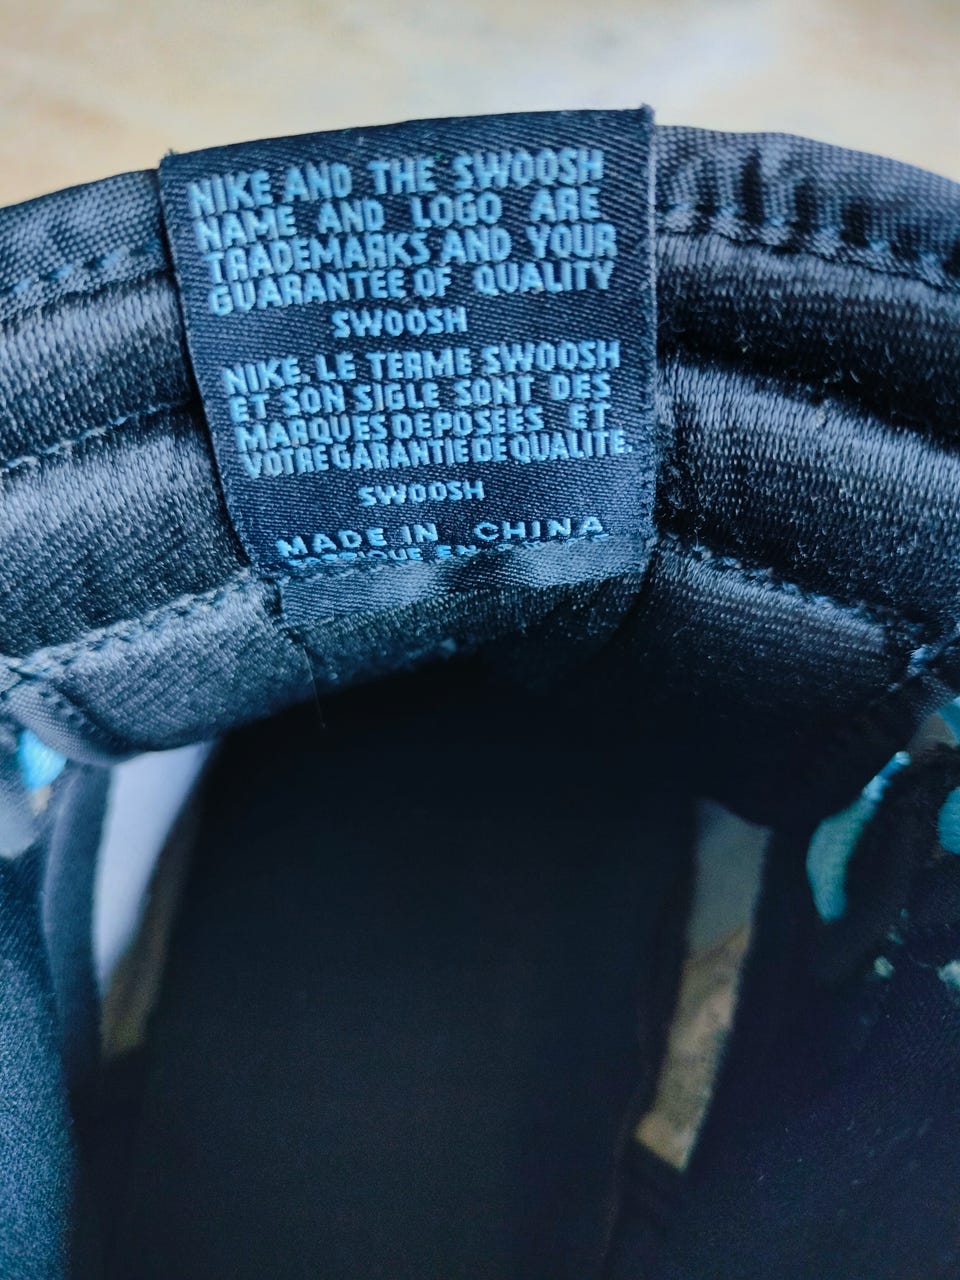 NIKE AND THE SWOOSH
NAME AND LOGO ARE
TRADEMARKS AND YOUR
GUARANTEE OF QUALITY
SWOOSH
NIKE, LE TERME SWOOSH
ET SON SIGLE SONT DES
MARQUES DEPOSEES ET
VOTRE GARANTIE DE QUALITE.
SWOOSH
MADE IN CHINA